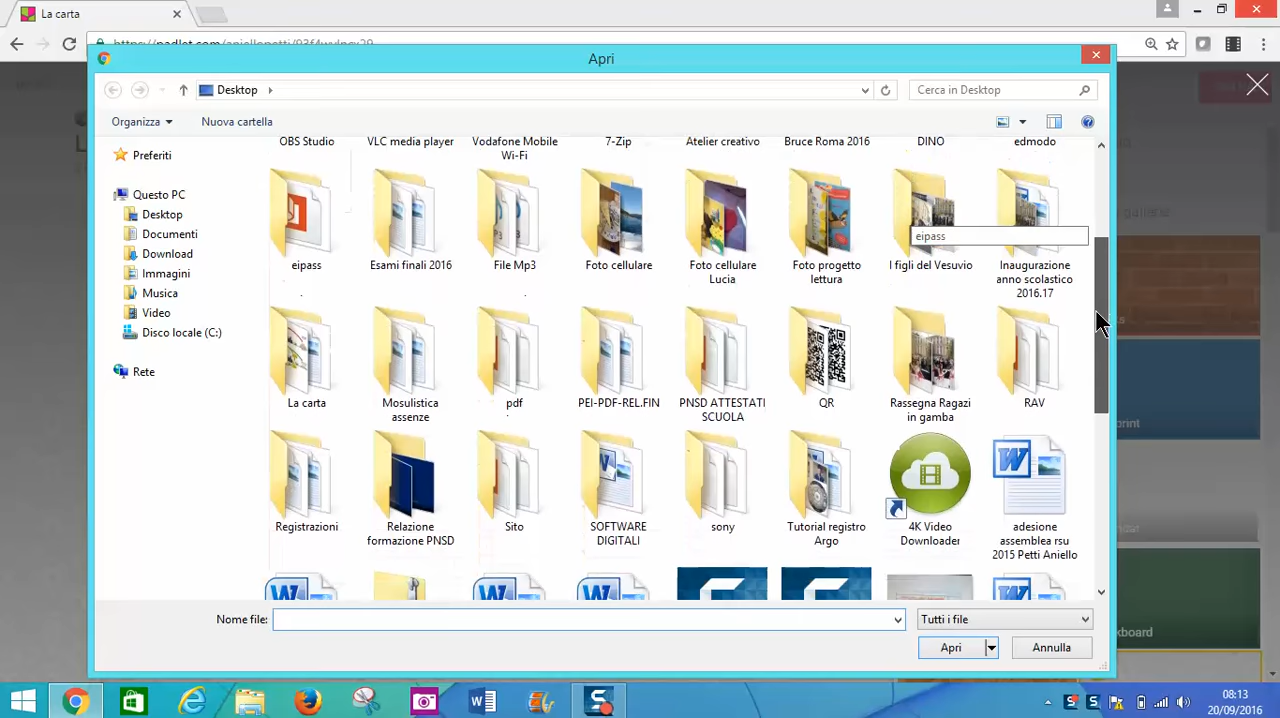 La carta
https://padlet.com/aniellopetti/93f4wvlncx29
Apri
Desktop
Cerca in Desktop
Organizza
Nuova cartella
Preferiti
Questo PC
Desktop
Documenti
Download
Immagini
Musica
Video
Disco locale (C:)
Rete
OBS Studio
VLC media player
Vodafone Mobile
Wi-Fi
7-Zip
Atelier creativo
Bruce Roma 2016
DINO
edmodo
eipass
eipass
Esami finali 2016
File Mp3
Foto cellulare
Foto cellulare
Lucia
Foto progetto
lettura
I figli del Vesuvio
Inaugurazione
anno scolastico
2016.17
La carta
Mosulistica
assenze
pdf
PEI-PDF-REL.FIN
PNSD ATTESTATI
SCUOLA
QR
Rassegna Ragazi
in gamba
RAV
Registrazioni
Relazione
formazione PNSD
Sito
SOFTWARE
DIGITALI
sony
Tutorial registro
Argo
4K Video
Downloader
adesione
assemblea rsu
2015 Petti Aniello
Nome file:
Tutti i file
Apri
Annulla
08:13
20/09/2016